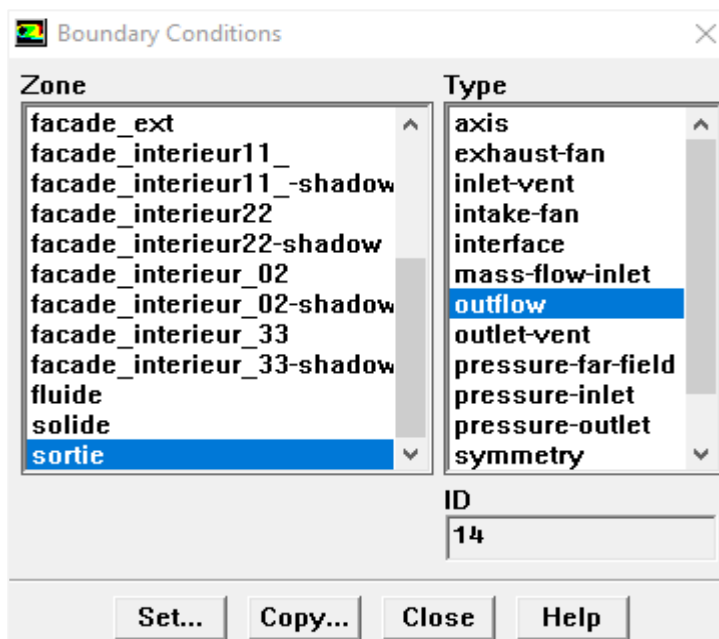 Boundary Conditions
Zone
facade_ext
facade_interieur11_
facade_interieur11_-shadow
facade_interieur22
facade_interieur22-shadow
facade_interieur_02
facade_interieur_02-shadow
facade_interieur_33
facade_interieur_33-shadow
fluide
solide
sortie
Type
axis
exhaust-fan
inlet-vent
intake-fan
interface
mass-flow-inlet
outflow
outlet-vent
pressure-far-field
pressure-inlet
pressure-outlet
symmetry
ID
14
Set... Copy... Close Help